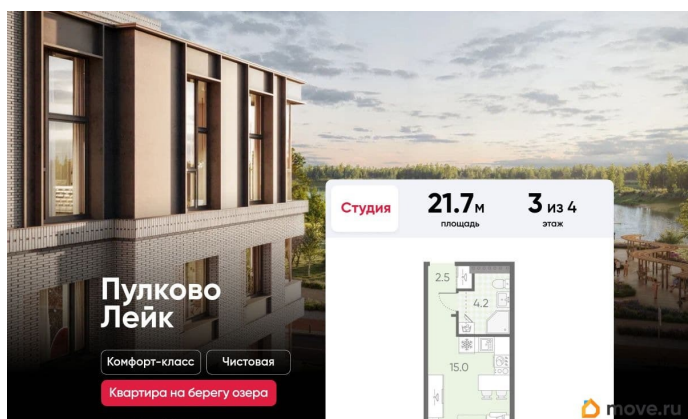 Студия
21.7м
площадь
3 из 4
этаж
Пулково
Лейк
Комфорт-класс
Чистовая
Квартира на берегу озера
2.5
4.2
15.0
move.ru